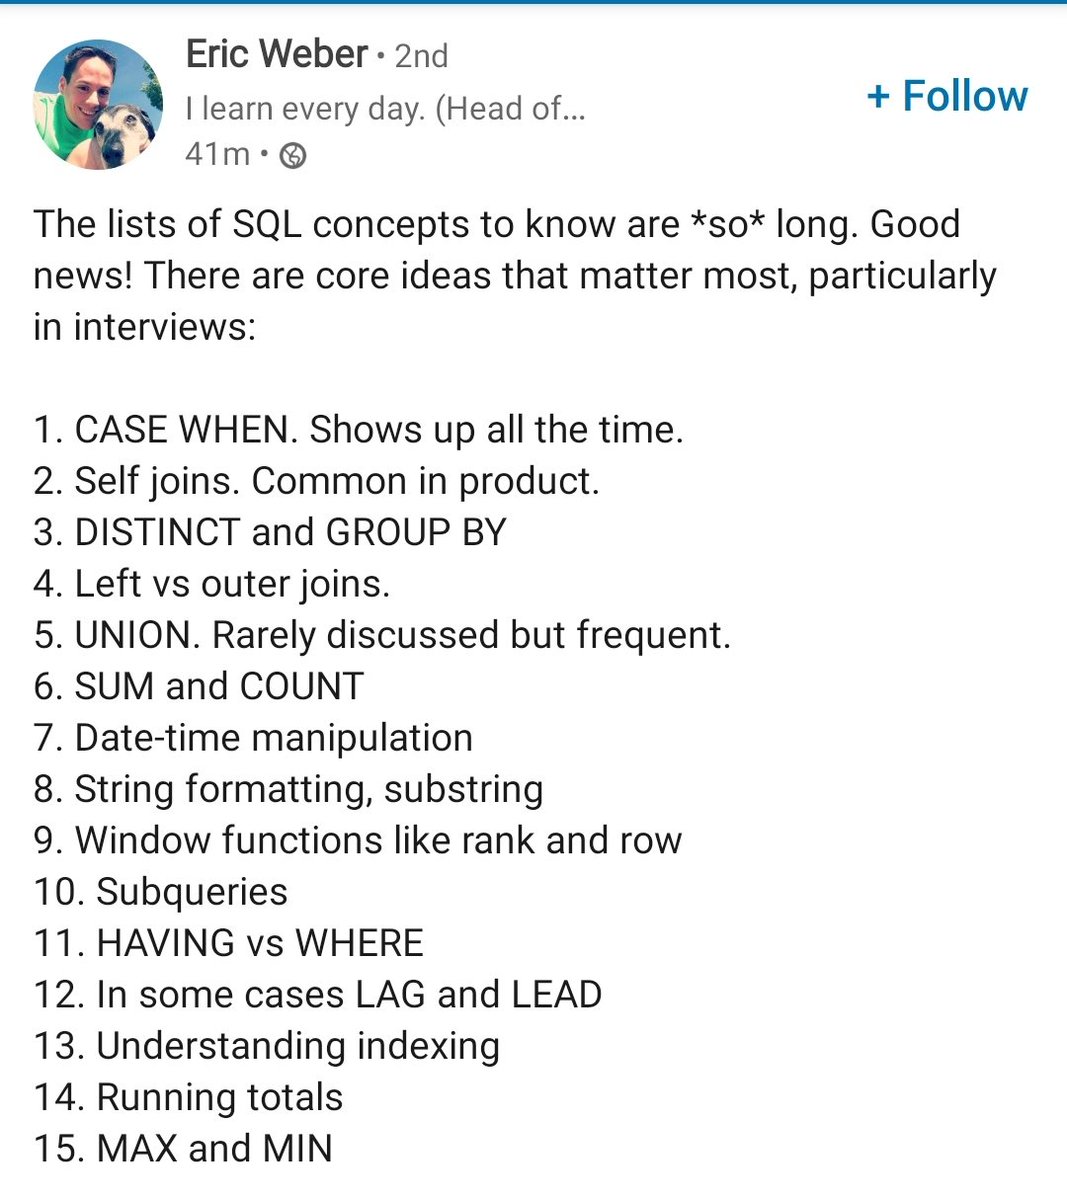 Eric Weber • 2nd
I learn every day. (Head of...
+ Follow
41m •
The lists of SQL concepts to know are *so* long. Good
news! There are core ideas that matter most, particularly
in interviews:
1. CASE WHEN. Shows up all the time.
2. Self joins. Common in product.
3. DISTINCT and GROUP BY
4. Left vs outer joins.
5. UNION. Rarely discussed but frequent.
6. SUM and COUNT
7. Date-time manipulation
8. String formatting, substring
9. Window functions like rank and row
10. Subqueries
11. HAVING vs WHERE
12. In some cases LAG and LEAD
13. Understanding indexing
14. Running totals
15. MAX and MIN